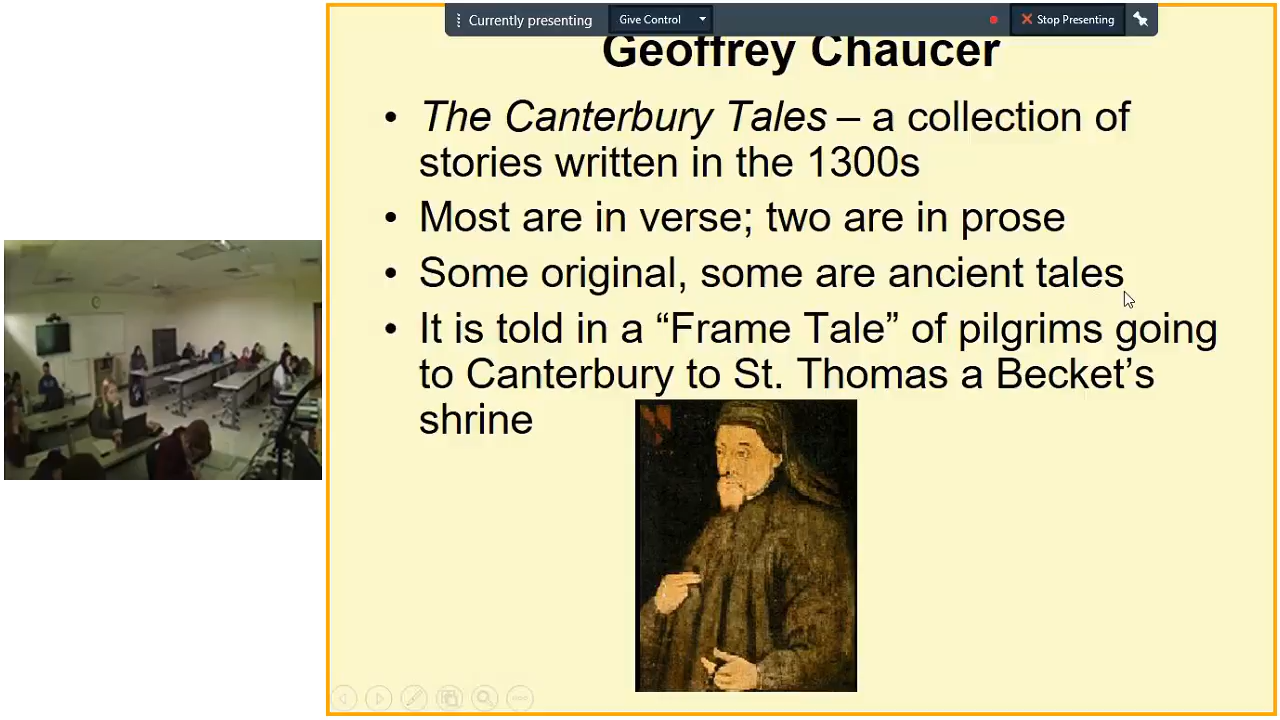 Currently presenting
Give Control
Stop Presenting
Geoffrey Chaucer
• The Canterbury Tales – a collection of
stories written in the 1300s
• Most are in verse; two are in prose
• Some original, some are ancient tales
• It is told in a “Frame Tale” of pilgrims going
to Canterbury to St. Thomas a Becket’s
shrine